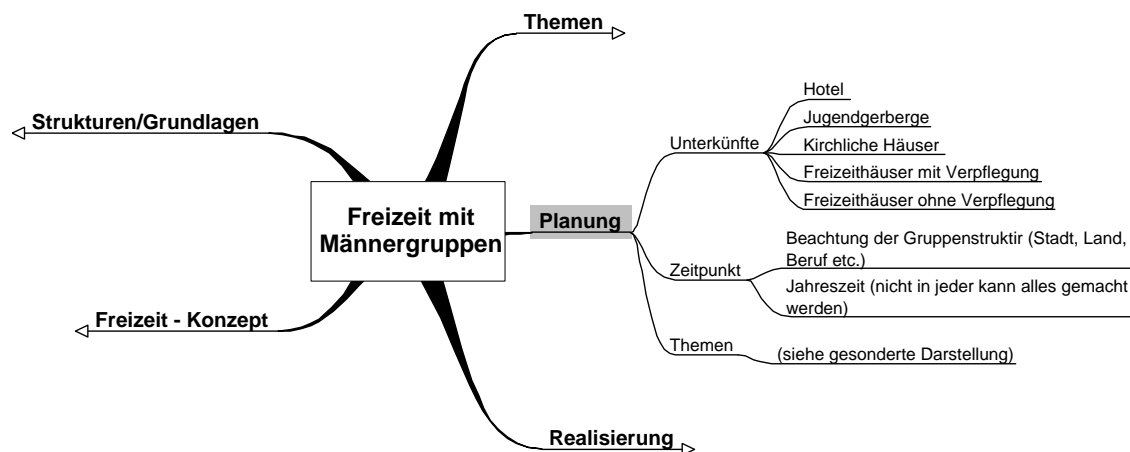 Themen
Strukturen/Grundlagen
Freizeit mit
Männergruppen
Freizeit - Konzept
Planung
Unterkünfte
Hotel
Jugendgerberge
Kirchliche Häuser
Freizeithäuser mit Verpflegung
Freizeithäuser ohne Verpflegung
Zeitpunkt
Beachtung der Gruppenstruktir (Stadt, Land,
Beruf etc.)
Jahreszeit (nicht in jeder kann alles gemacht
werden)
Themen
(siehe gesonderte Darstellung)
Realisierung